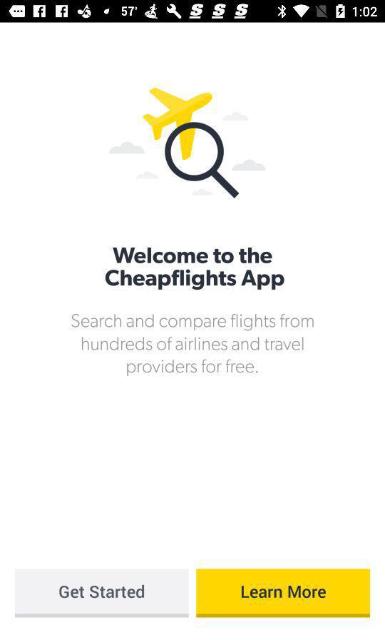 57' 1:02
Welcome to the
Cheapflights App
Search and compare flights from
hundreds of airlines and travel
providers for free.
Get Started Learn More